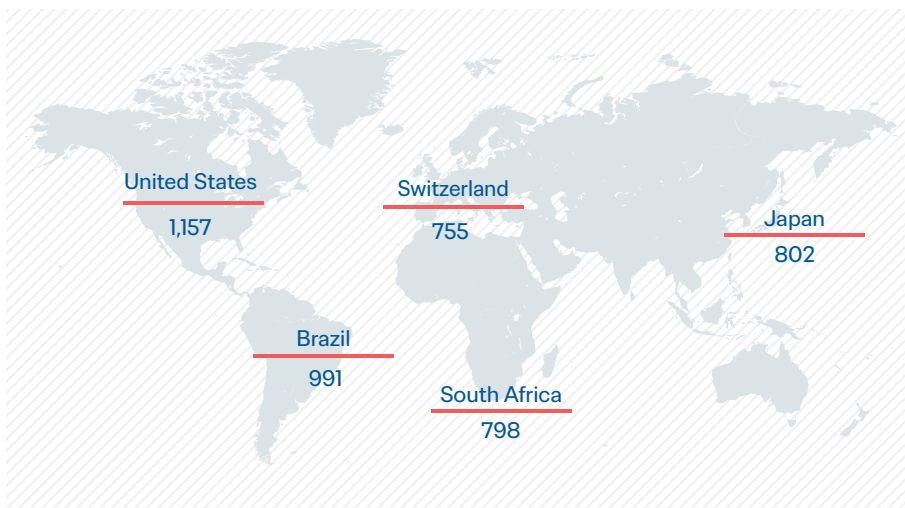 United States
1,157
Switzerland
755
Japan
802
Brazil
991
South Africa
798